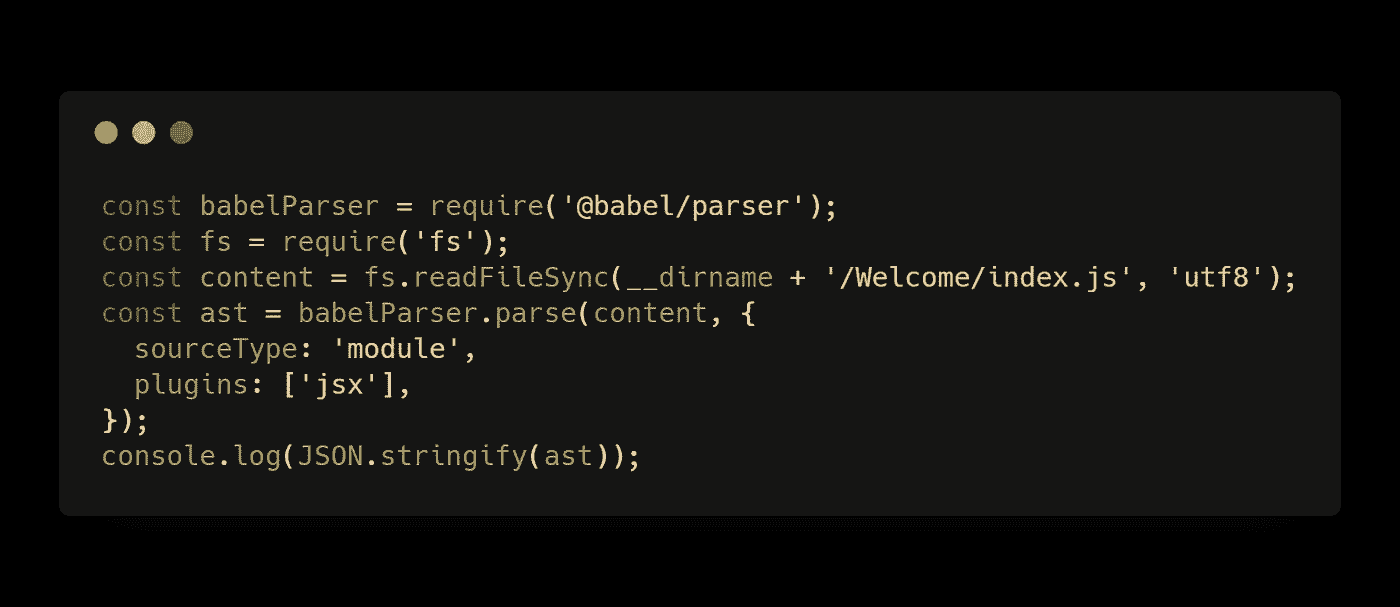 const babelParser = require('@babel/parser');
const fs = require('fs');
const content = fs.readFileSync(__dirname + '/Welcome/index.js', 'utf8');
const ast = babelParser.parse(content, {
  sourceType: 'module',
  plugins: ['jsx'],
});
console.log(JSON.stringify(ast));